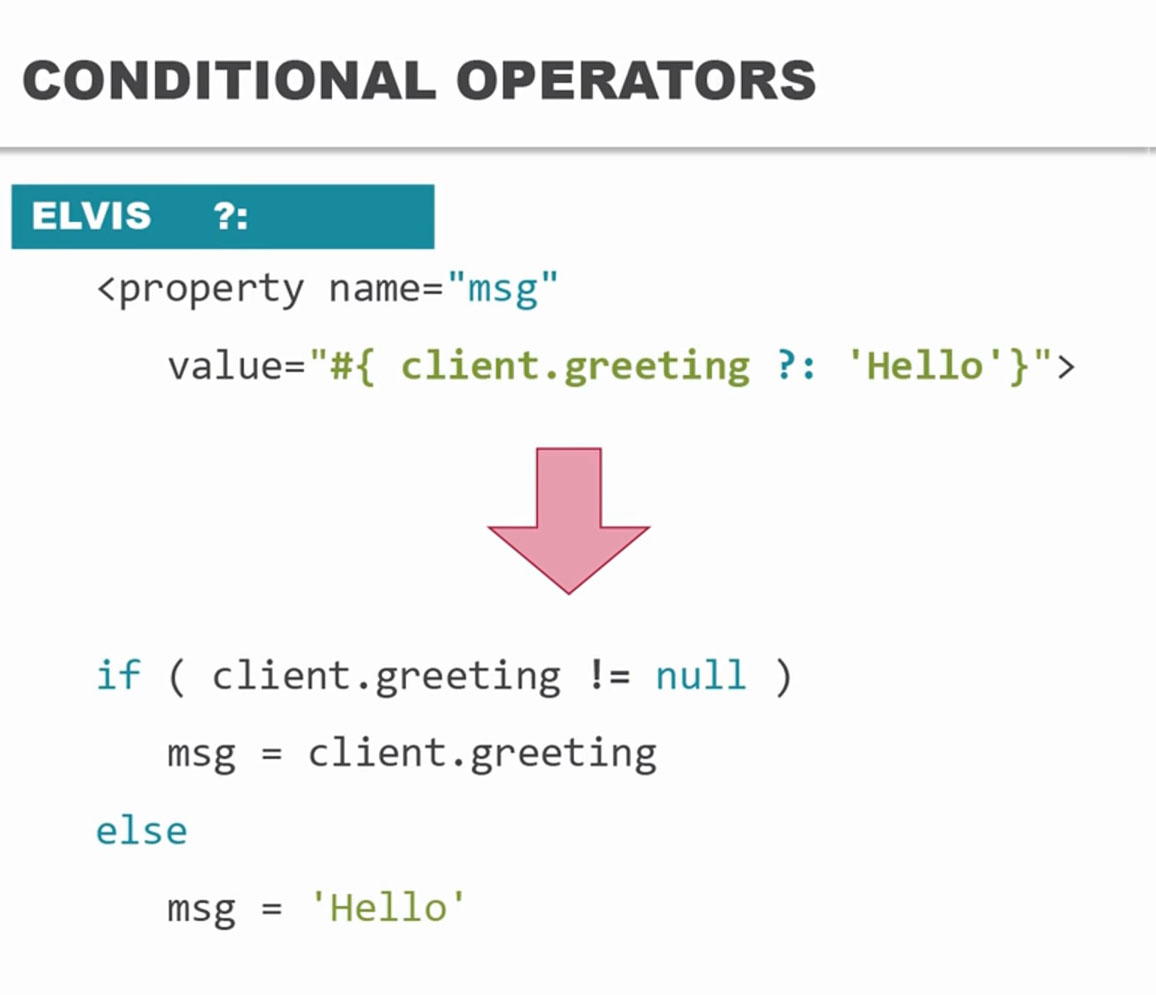 CONDITIONAL OPERATORS
ELVIS ?:
<property name="msg"
value="#{ client.greeting ?: 'Hello'}">
if ( client.greeting != null )
msg = client.greeting
else
msg = 'Hello'